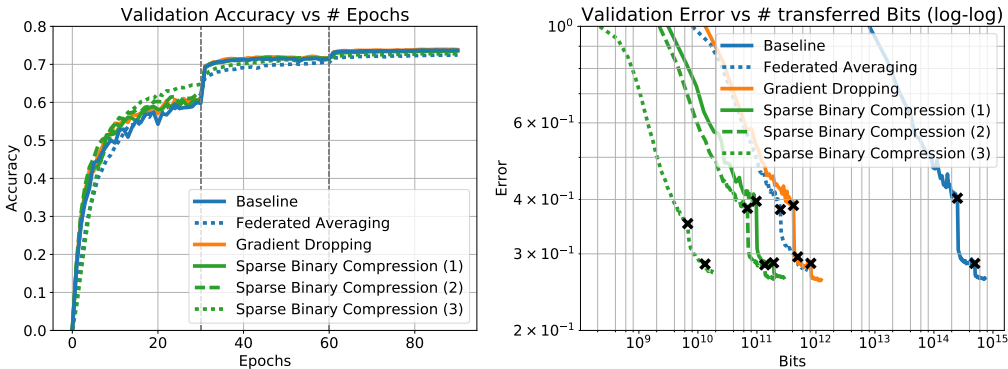 Validation Accuracy vs # Epochs
0.8
0.7
0.6
0.5
0.4
0.3
0.2
0.1
0.0
Accuracy
0
20
40
60
80
Epochs
Baseline
Federated Averaging
Gradient Dropping
Sparse Binary Compression (1)
Sparse Binary Compression (2)
Sparse Binary Compression (3)
Validation Error vs # transferred Bits (log-log)
10⁰
6 × 10⁻¹
4 × 10⁻¹
3 × 10⁻¹
2 × 10⁻¹
Error
10⁹
10¹⁰
10¹¹
10¹²
10¹³
10¹⁴
10¹⁵
Bits
Baseline
Federated Averaging
Gradient Dropping
Sparse Binary Compression (1)
Sparse Binary Compression (2)
Sparse Binary Compression (3)